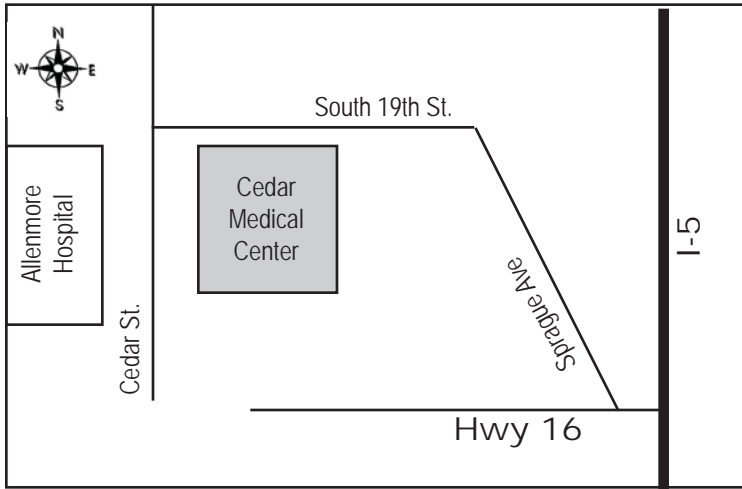 N
W E
S
South 19th St.
Allenmore
Hospital
Cedar
Medical
Center
I-5
Sprague Ave
Cedar St.
Hwy 16